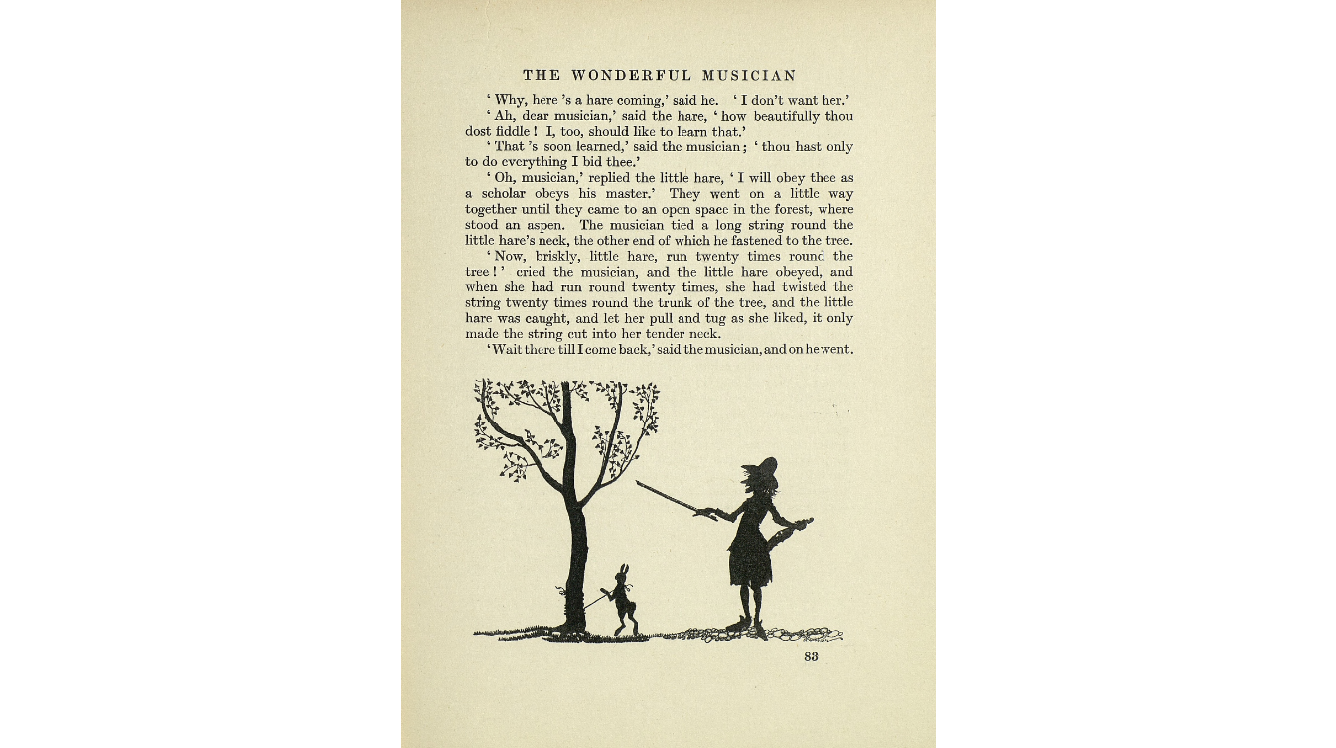 THE WONDERFUL MUSICIAN
‘ Why, here ’s a hare coming,’ said he. ‘ I don’t want her.’
‘ Ah, dear musician,’ said the hare, ‘ how beautifully thou
dost fiddle ! I, too, should like to learn that.’
‘ That ’s soon learned,’ said the musician ; ‘ thou hast only
to do everything I bid thee.’
‘ Oh, musician,’ replied the little hare, ‘ I will obey thee as
a scholar obeys his master.’ They went on a little way
together until they came to an open space in the forest, where
stood an aspen. The musician tied a long string round the
little hare’s neck, the other end of which he fastened to the tree.
‘ Now, briskly, little hare, run twenty times round the
tree ! ’ cried the musician, and the little hare obeyed, and
when she had run round twenty times, she had twisted the
string twenty times round the trunk of the tree, and the little
hare was caught, and let her pull and tug as she liked, it only
made the string cut into her tender neck.
‘ Wait there till I come back,’ said the musician, and on he went.
83